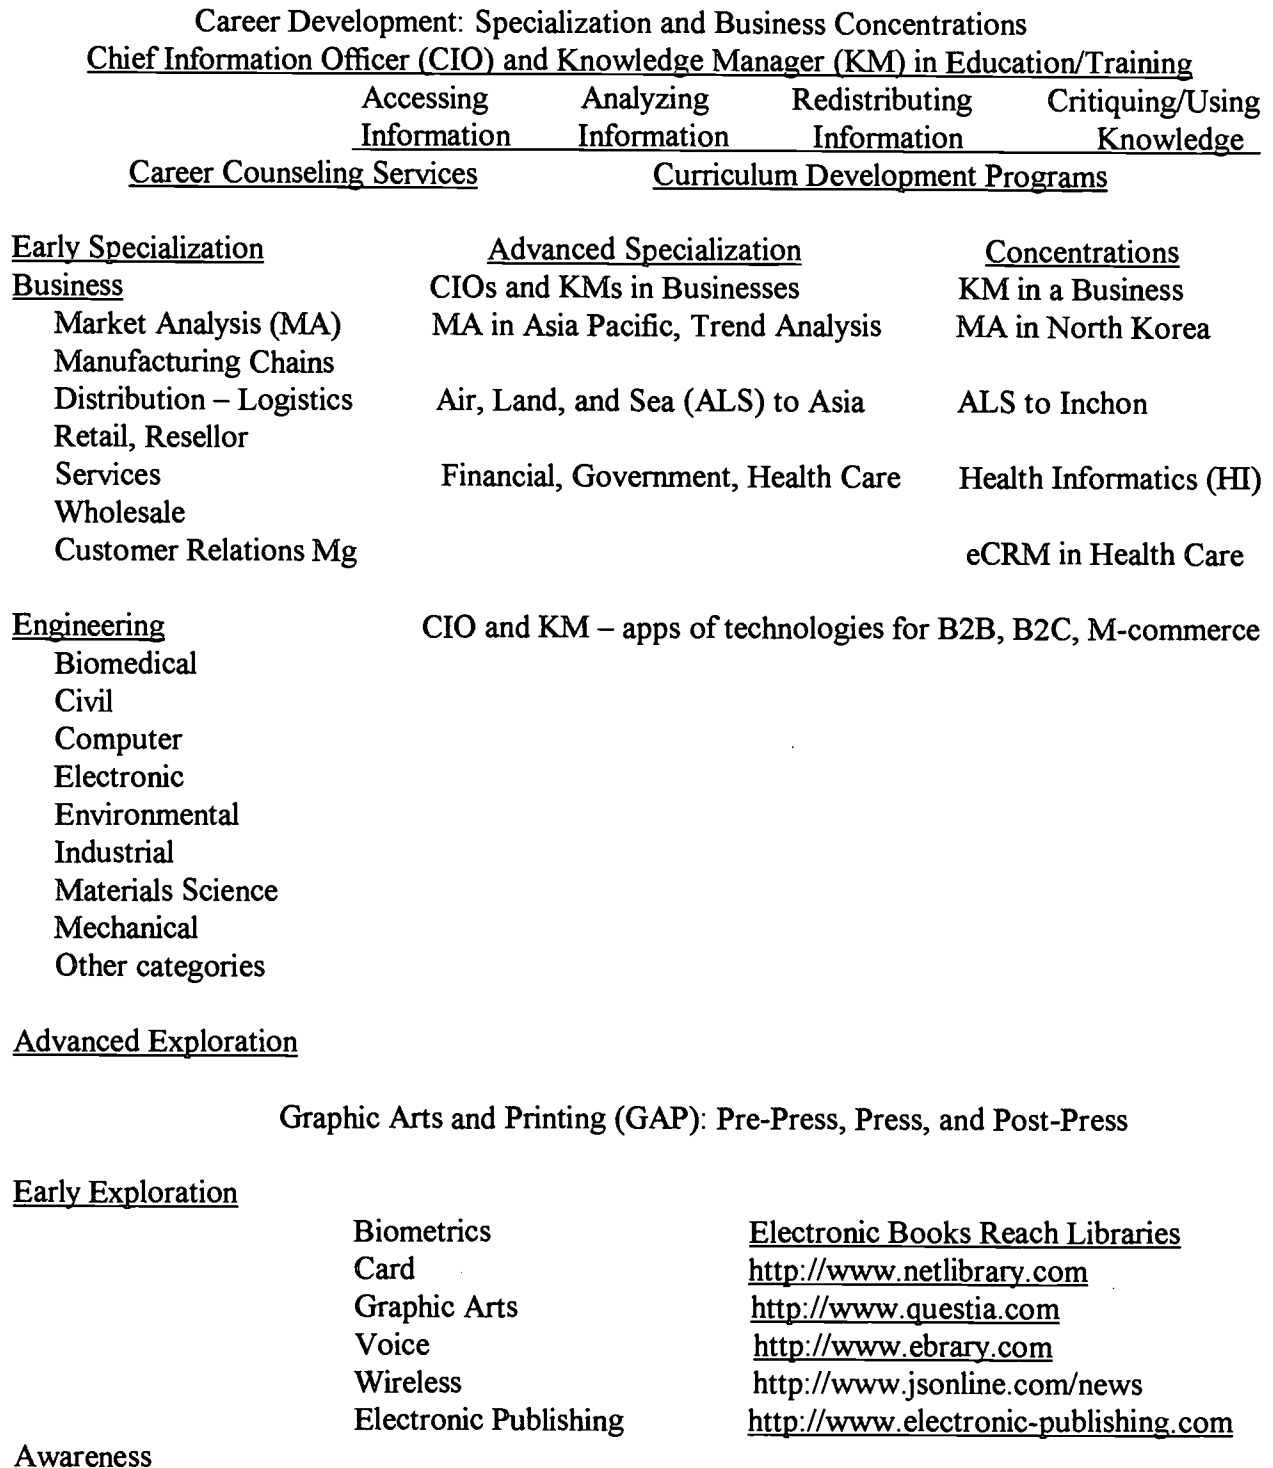 Career Development: Specialization and Business Concentrations
Chief Information Officer (CIO) and Knowledge Manager (KM) in Education/Training
Accessing Analyzing Redistributing Critiquing/Using
Information Information Information Knowledge
Career Counseling Services Curriculum Development Programs
Early Specialization Advanced Specialization Concentrations
Business CIOs and KMs in Businesses KM in a Business
Market Analysis (MA) MA in Asia Pacific, Trend Analysis MA in North Korea
Manufacturing Chains
Distribution – Logistics Air, Land, and Sea (ALS) to Asia ALS to Inchon
Retail, Resellor
Services Financial, Government, Health Care Health Informatics (HI)
Wholesale
Customer Relations Mg eCRM in Health Care
Engineering CIO and KM – apps of technologies for B2B, B2C, M-commerce
Biomedical
Civil
Computer
Electronic
Environmental
Industrial
Materials Science
Mechanical
Other categories
Advanced Exploration
Graphic Arts and Printing (GAP): Pre-Press, Press, and Post-Press
Early Exploration
Biometrics Electronic Books Reach Libraries
Card http://www.netlibrary.com
Graphic Arts http://www.questia.com
Voice http://www.ebrary.com
Wireless http://www.jsonline.com/news
Electronic Publishing http://www.electronic-publishing.com
Awareness